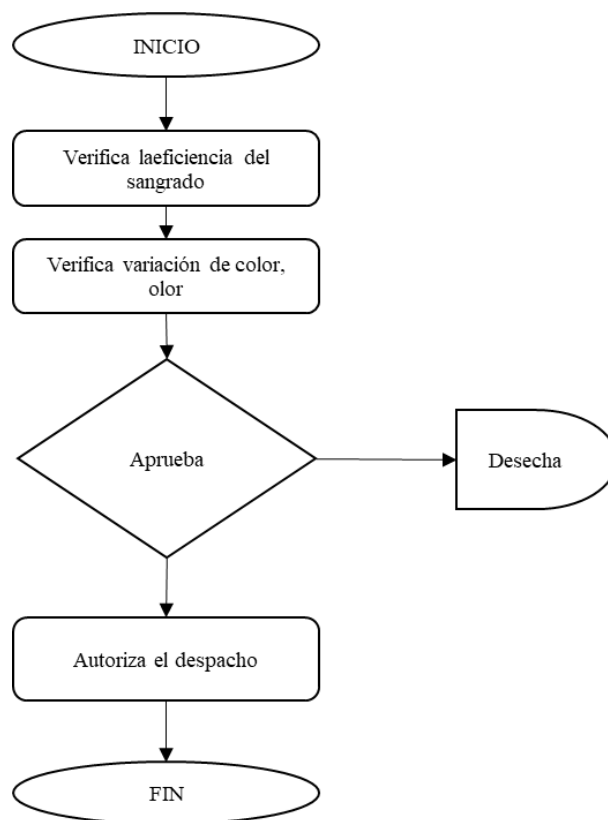 INICIO
Verifica laeficiencia del
sangrado
Verifica variación de color,
olor
Aprueba
Desecha
Autoriza el despacho
FIN